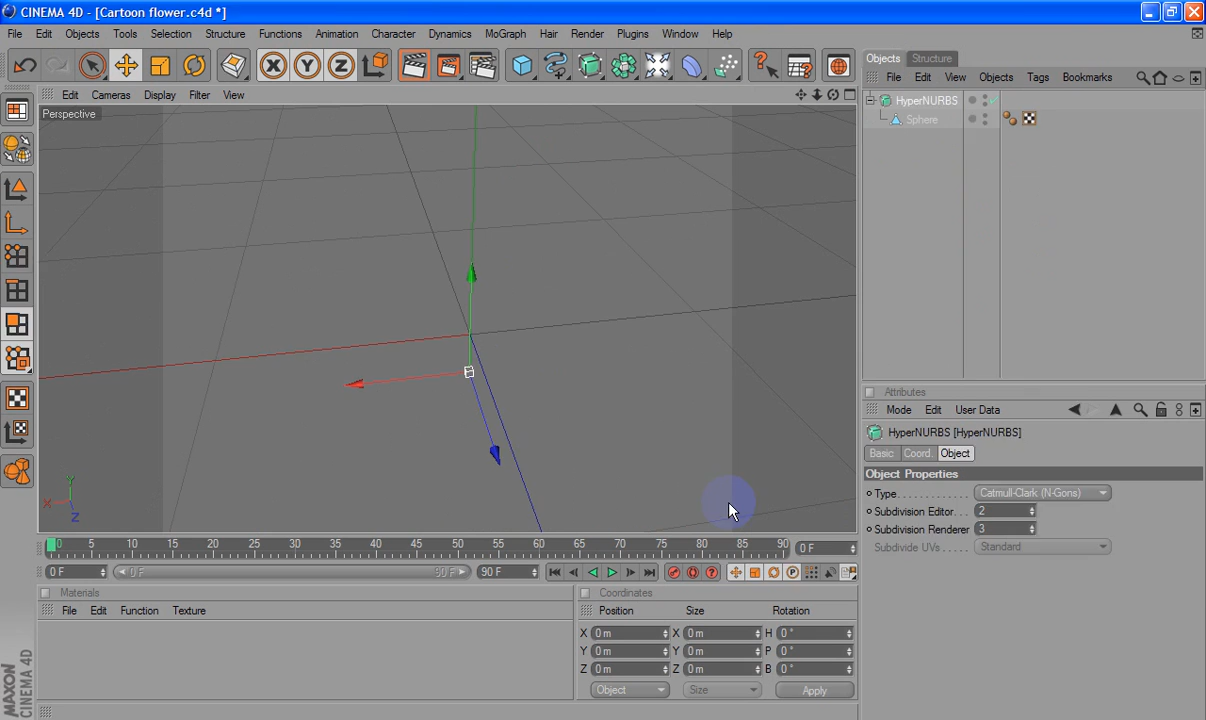 CINEMA 4D - [Cartoon flower.c4d *]
File Edit Objects Tools Selection Structure Functions Animation Character Dynamics MoGraph Hair Render Plugins Window Help
X Y Z
Objects Structure
File Edit View Objects Tags Bookmarks
Edit Cameras Display Filter View
Perspective
HyperNURBS
Sphere
Attributes
Mode Edit User Data
HyperNURBS [HyperNURBS]
Basic Coord. Object
Object Properties
Type. . . . . . . . . . . . Catmull-Clark (N-Gons)
Subdivision Editor. . . 2
Subdivision Renderer 3
Subdivide UVs . . . . . Standard
Y
X
Z
0 5 10 15 20 25 30 35 40 45 50 55 60 65 70 75 80 85 90 0 F
0 F 0 F 90 F 90 F
Materials
File Edit Function Texture
Coordinates
Position Size Rotation
X 0 m X 0 m H 0 °
Y 0 m Y 0 m P 0 °
Z 0 m Z 0 m B 0 °
Object Size Apply
MAXON
CINEMA 4D